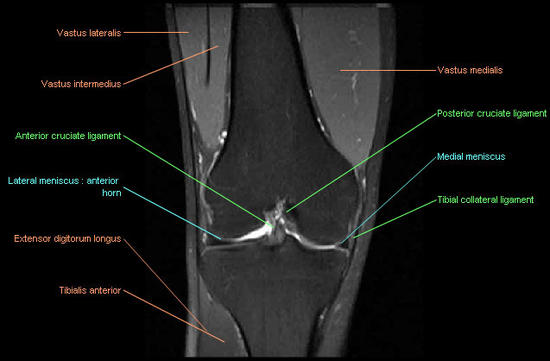 Vastus lateralis
Vastus intermedius
Vastus medialis
Posterior cruciate ligament
Anterior cruciate ligament
Medial meniscus
Lateral meniscus : anterior
horn
Tibial collateral ligament
Extensor digitorum longus
Tibialis anterior